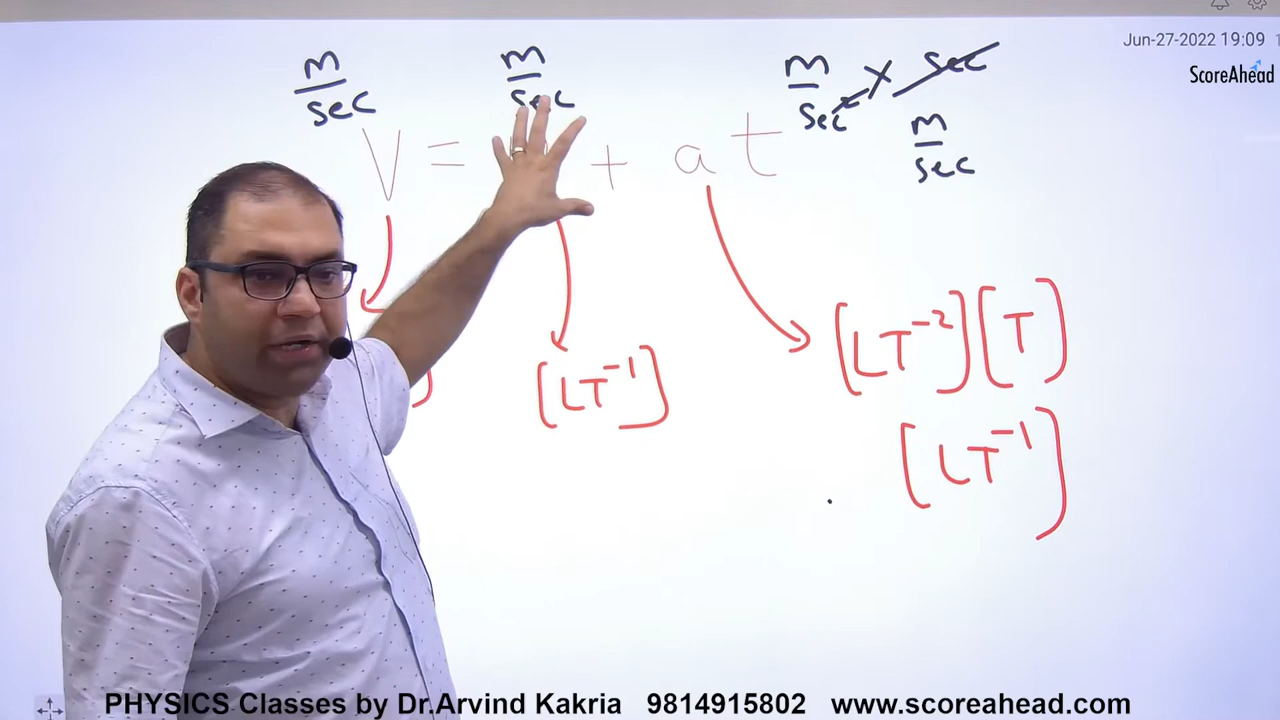 Jun-27-2022 19:09
ScoreAhead
m m m × sec
sec sec sec
m
sec
V = + at
[LT⁻²][T]
[LT⁻¹]
[LT⁻¹]
PHYSICS Classes by Dr.Arvind Kakria 9814915802 www.scoreahead.com